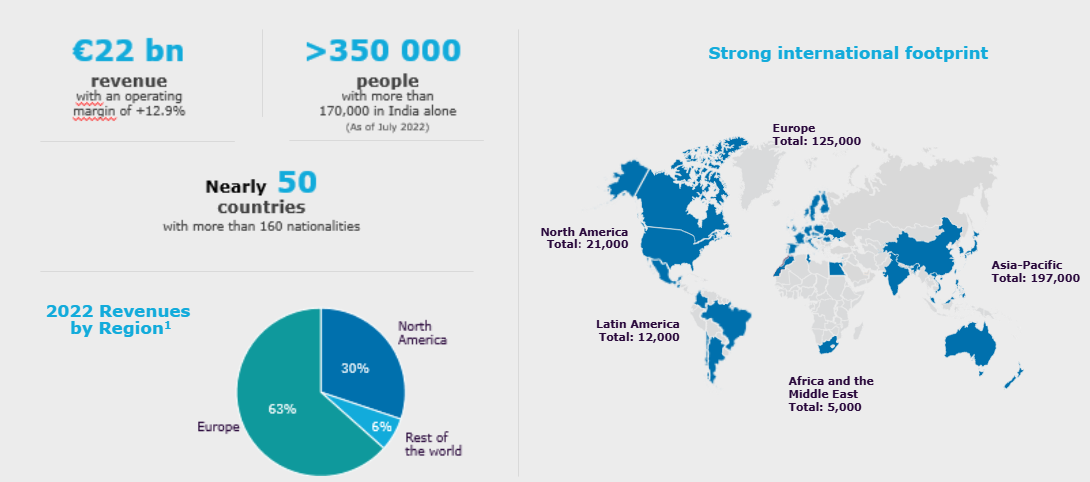 €22 bn
revenue
with an operating
margin of +12.9%
>350 000
people
with more than
170,000 in India alone
(As of July 2022)
Nearly 50
countries
with more than 160 nationalities
2022 Revenues
by Region¹
North
America
30%
63%
6%
Europe
Rest of
the world
Strong international footprint
Europe
Total: 125,000
North America
Total: 21,000
Asia-Pacific
Total: 197,000
Latin America
Total: 12,000
Africa and the
Middle East
Total: 5,000